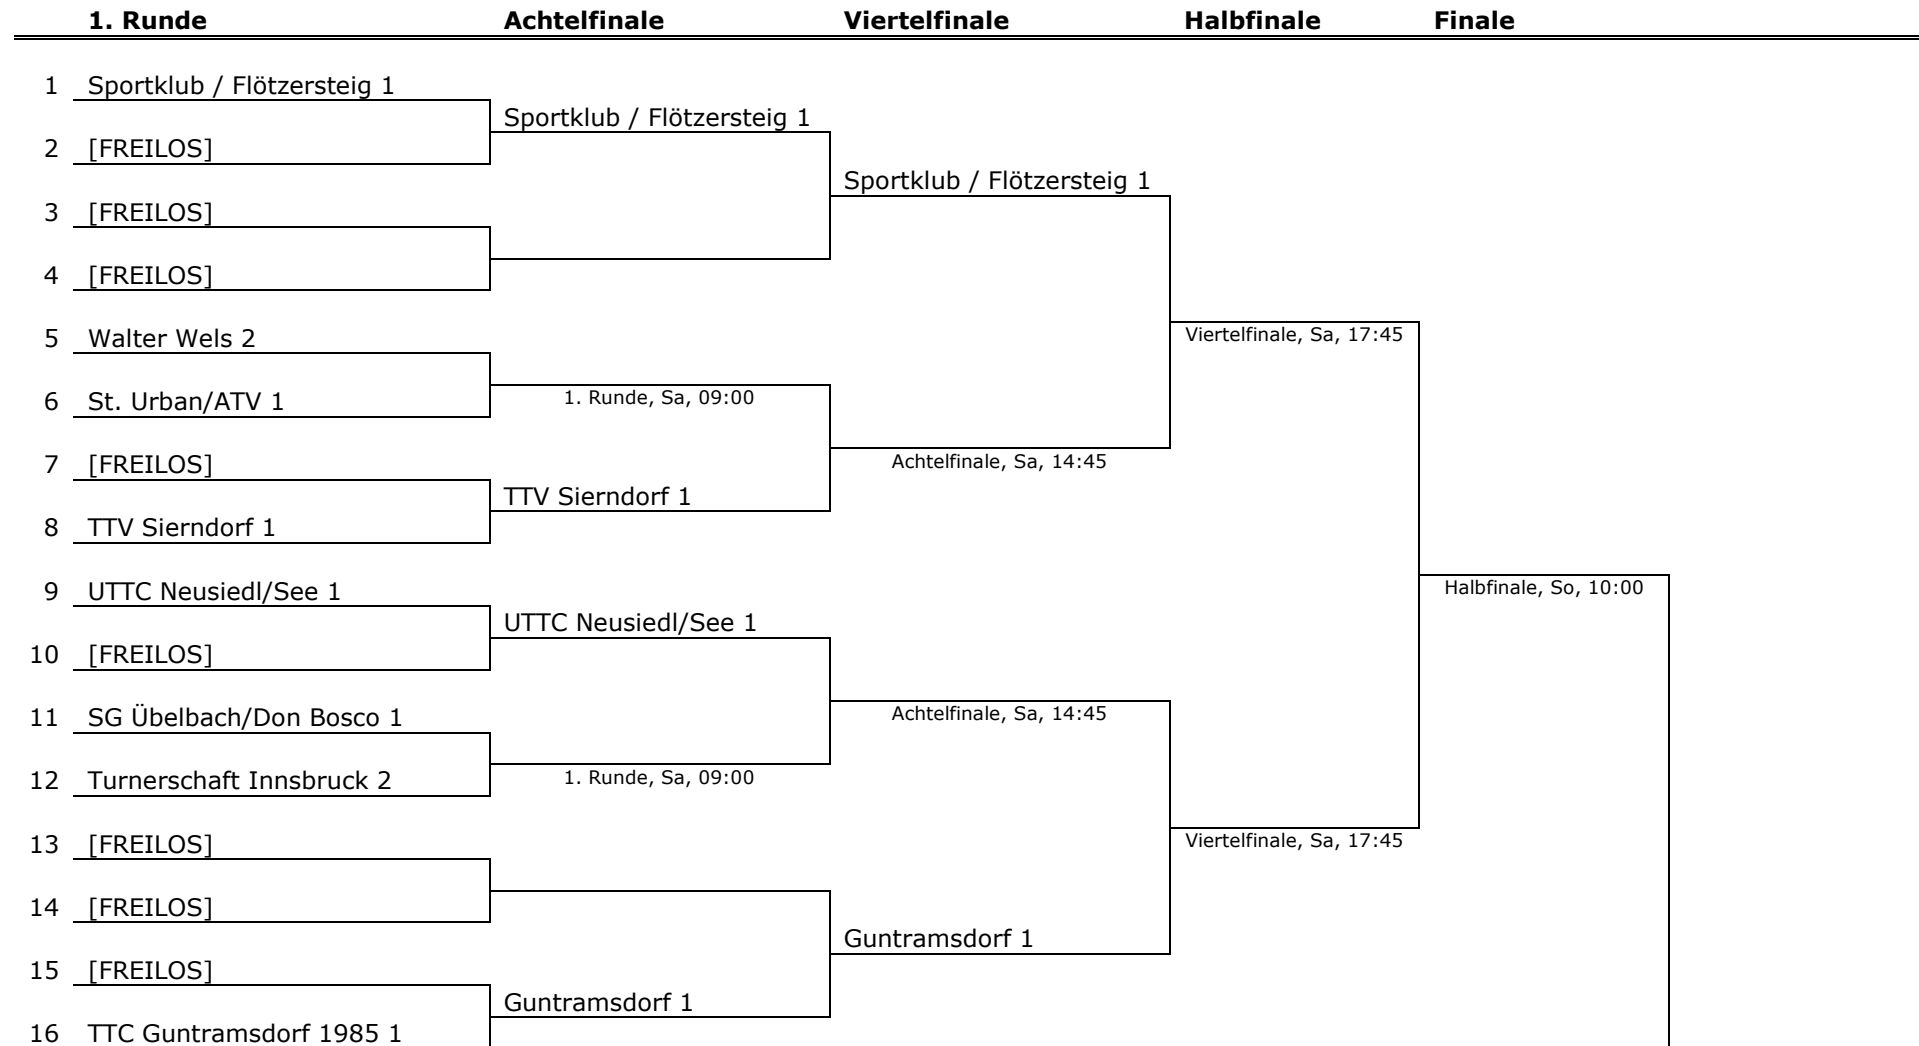 1. Runde Achtelfinale Viertelfinale Halbfinale Finale
1 Sportklub / Flötzersteig 1
Sportklub / Flötzersteig 1
2 [FREILOS]
Sportklub / Flötzersteig 1
3 [FREILOS]
4 [FREILOS]
5 Walter Wels 2
Viertelfinale, Sa, 17:45
6 St. Urban/ATV 1
1. Runde, Sa, 09:00
7 [FREILOS]
Achtelfinale, Sa, 14:45
TTV Sierndorf 1
8 TTV Sierndorf 1
9 UTTC Neusiedl/See 1
Halbfinale, So, 10:00
UTTC Neusiedl/See 1
10 [FREILOS]
11 SG Übelbach/Don Bosco 1
Achtelfinale, Sa, 14:45
12 Turnerschaft Innsbruck 2
1. Runde, Sa, 09:00
13 [FREILOS]
Viertelfinale, Sa, 17:45
14 [FREILOS]
Guntramsdorf 1
15 [FREILOS]
Guntramsdorf 1
16 TTC Guntramsdorf 1985 1